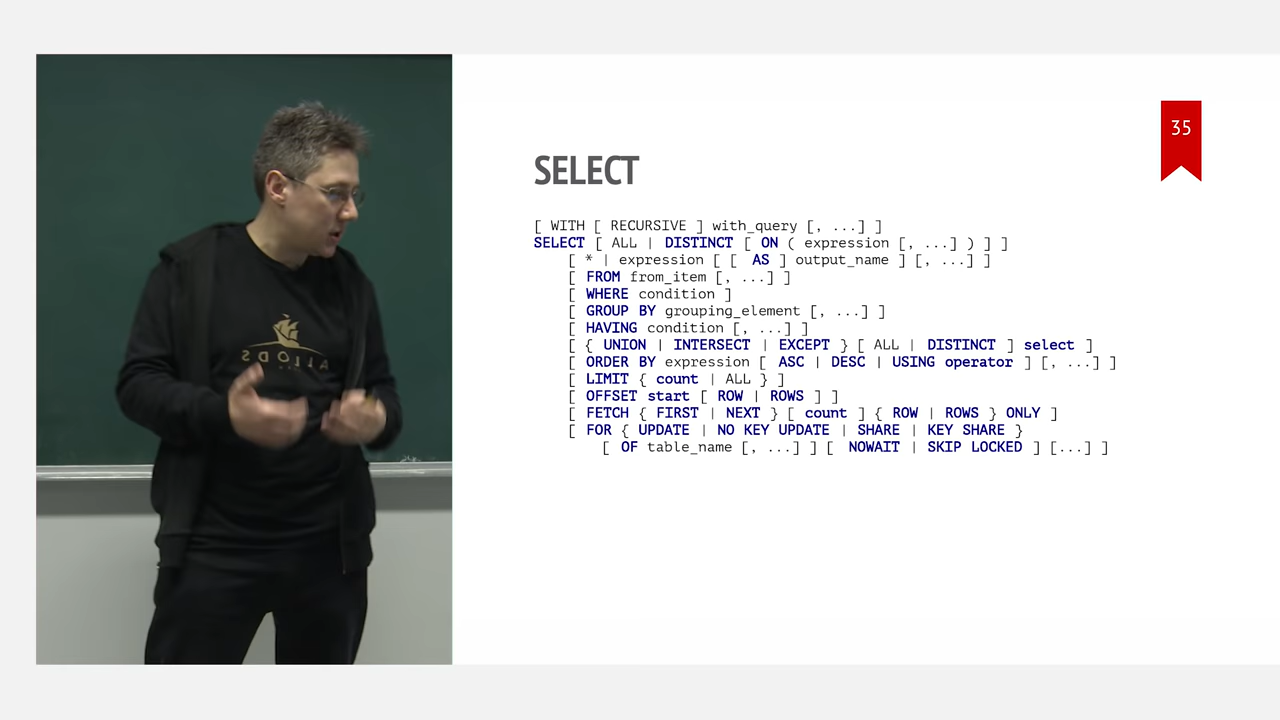 35
SELECT
[ WITH [ RECURSIVE ] with_query [, ...] ]
SELECT [ ALL | DISTINCT [ ON ( expression [, ...] ) ] ]
[ * | expression [ [ AS ] output_name ] [, ...] ]
[ FROM from_item [, ...] ]
[ WHERE condition ]
[ GROUP BY grouping_element [, ...] ]
[ HAVING condition [, ...] ]
[ { UNION | INTERSECT | EXCEPT } [ ALL | DISTINCT ] select ]
[ ORDER BY expression [ ASC | DESC | USING operator ] [, ...] ]
[ LIMIT { count | ALL } ]
[ OFFSET start [ ROW | ROWS ] ]
[ FETCH { FIRST | NEXT } [ count ] { ROW | ROWS } ONLY ]
[ FOR { UPDATE | NO KEY UPDATE | SHARE | KEY SHARE }
[ OF table_name [, ...] ] [ NOWAIT | SKIP LOCKED ] [...] ]
ALLODS